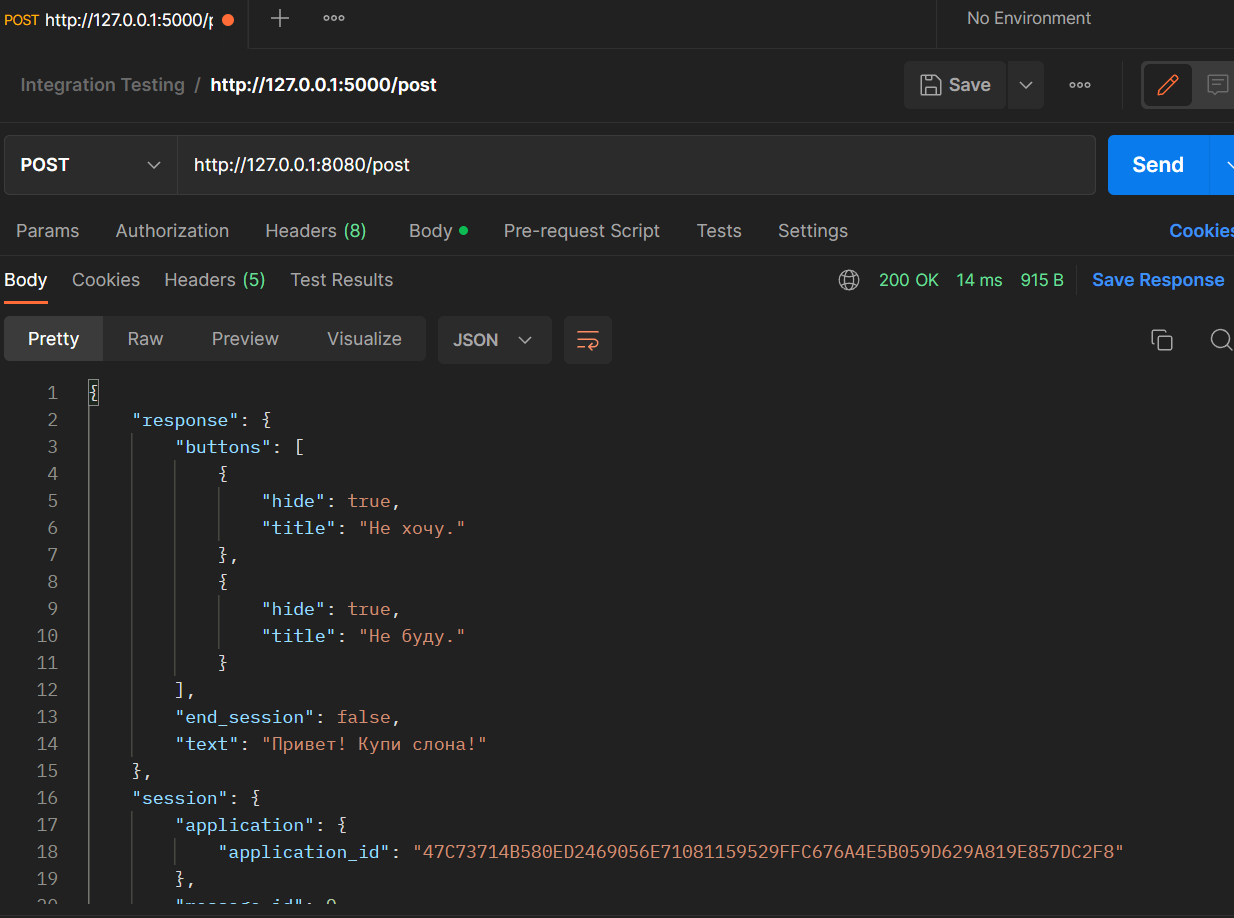 POST http://127.0.0.1:5000/p
No Environment
Integration Testing / http://127.0.0.1:5000/post
Save
POST http://127.0.0.1:8080/post Send
Params Authorization Headers (8) Body Pre-request Script Tests Settings Cookies
Body Cookies Headers (5) Test Results 200 OK 14 ms 915 B Save Response
Pretty Raw Preview Visualize JSON
1 {
2 "response": {
3 "buttons": [
4 {
5 "hide": true,
6 "title": "Не хочу."
7 },
8 {
9 "hide": true,
10 "title": "Не буду."
11 }
12 ],
13 "end_session": false,
14 "text": "Привет! Купи слона!"
15 },
16 "session": {
17 "application": {
18 "application_id": "47C73714B580ED2469056E71081159529FFC676A4E5B059D629A819E857DC2F8"
19 },